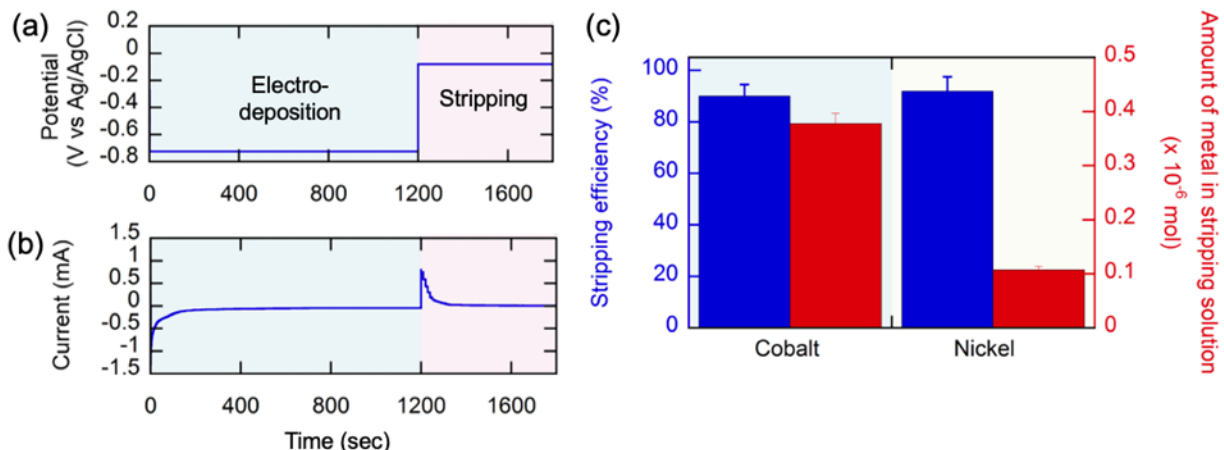 (a)
Potential
(V vs Ag/AgCl)
0.2
0
-0.2
-0.4
-0.6
-0.8
Electro-
deposition
Stripping
0
400
800
1200
1600
(b)
Current (mA)
1.5
1
0.5
0
-0.5
-1
-1.5
0
400
800
1200
1600
Time (sec)
(c)
Stripping efficiency (%)
100
80
60
40
20
0
Cobalt
Nickel
0.5
0.4
0.3
0.2
0.1
0
Amount of metal in stripping solution
(x 10⁻⁶ mol)